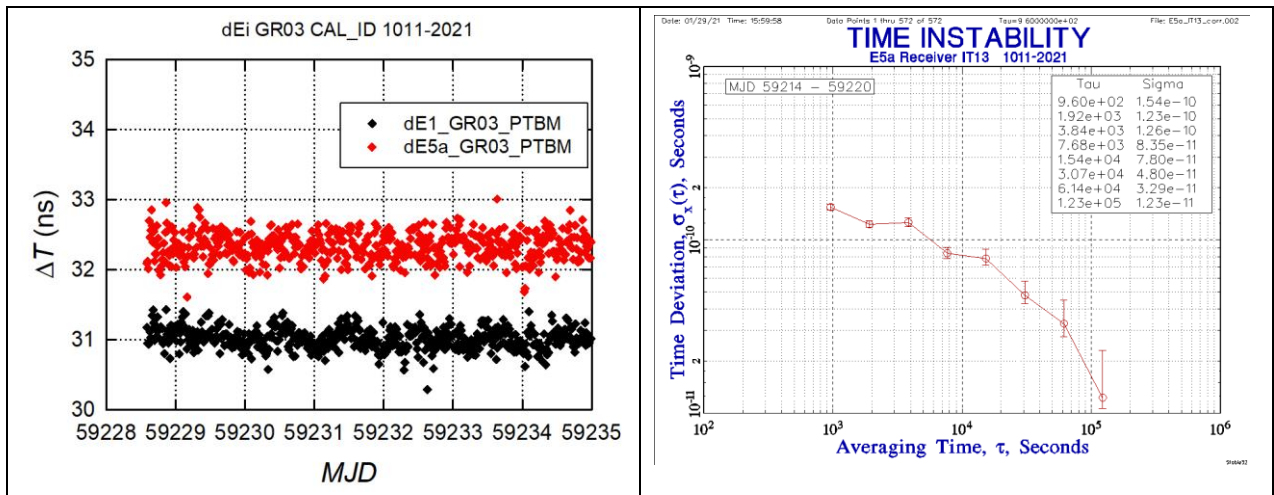 dEi GR03 CAL_ID 1011-2021
35
34
33
32
31
30
ΔT (ns)
dE1_GR03_PTBM
dE5a_GR03_PTBM
59228 59229 59230 59231 59232 59233 59234 59235
MJD
Date: 01/29/21 Time: 15:59:58 Data Points 1 thru 572 of 572 Tau=9.6000000e+02 File: E5a_IT13_corr.002
TIME INSTABILITY
E5a Receiver IT13 1011-2021
MJD 59214 – 59220
Tau Sigma
9.60e+02 1.54e-10
1.92e+03 1.23e-10
3.84e+03 1.26e-10
7.68e+03 8.35e-11
1.54e+04 7.80e-11
3.07e+04 4.80e-11
6.14e+04 3.29e-11
1.23e+05 1.23e-11
Time Deviation, σx(τ), Seconds
10⁻⁹
2
10⁻¹⁰
2
10⁻¹¹
10² 10³ 10⁴ 10⁵ 10⁶
Averaging Time, τ, Seconds
Stable32